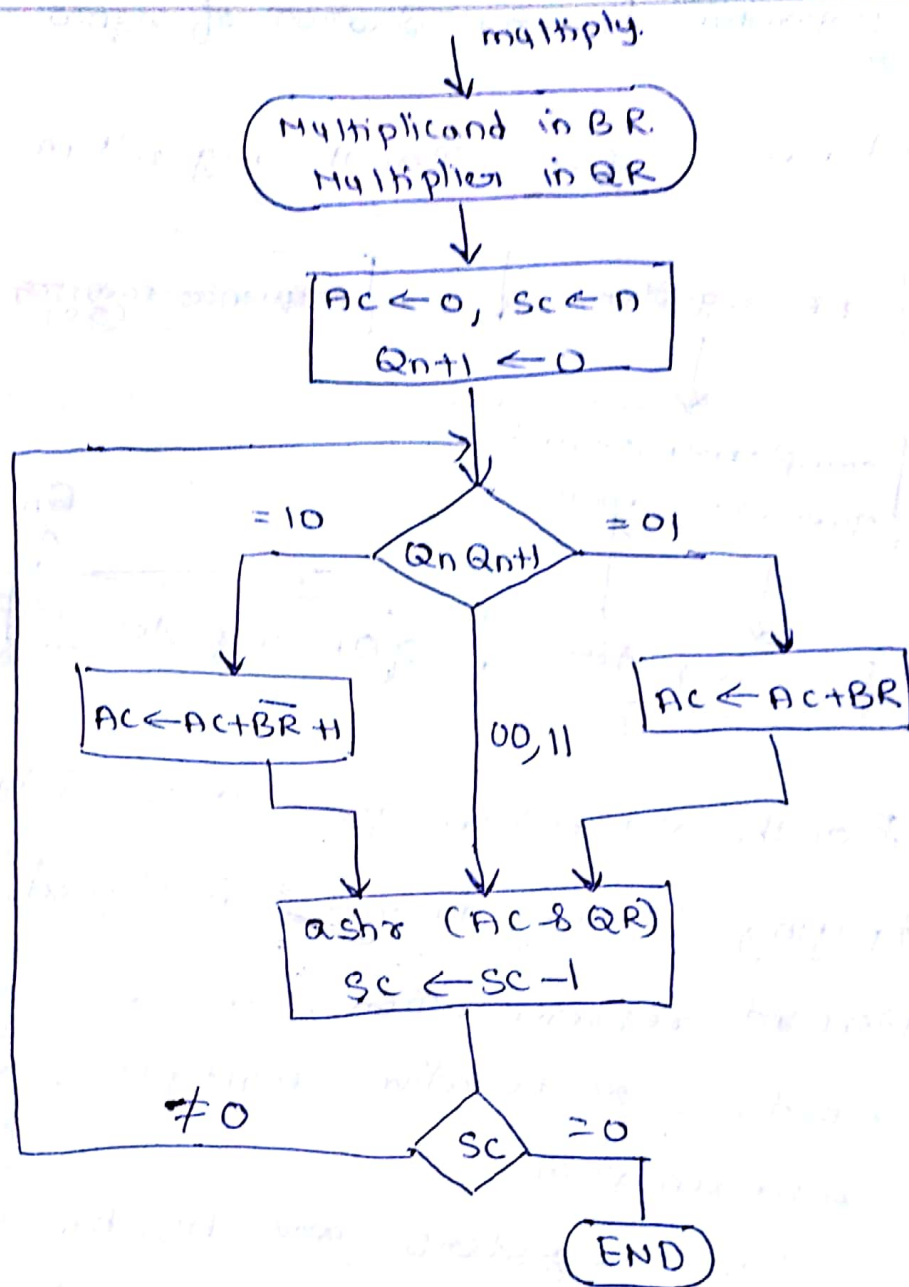 multiply.
Multiplicand in BR.
Multiplier in QR
AC ← 0, SC ← n
Qn+1 ← 0
= 10
Qn Qn+1
= 01
AC ← AC + B̅R̅ + 1
00, 11
AC ← AC + BR
ashr (AC & QR)
SC ← SC - 1
≠ 0
SC
= 0
END